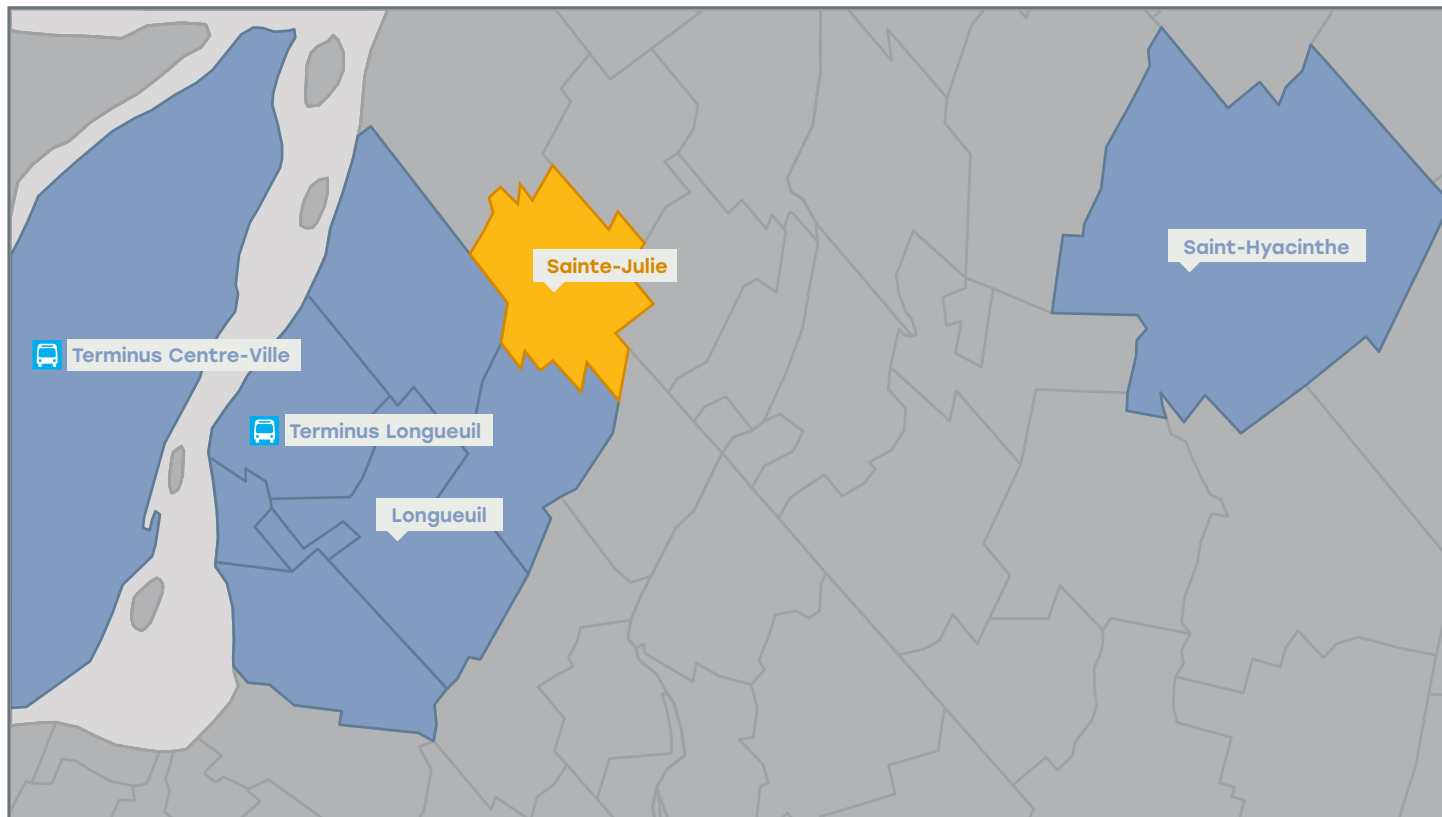 Saint-Hyacinthe
Sainte-Julie
Terminus Centre-Ville
Terminus Longueuil
Longueuil